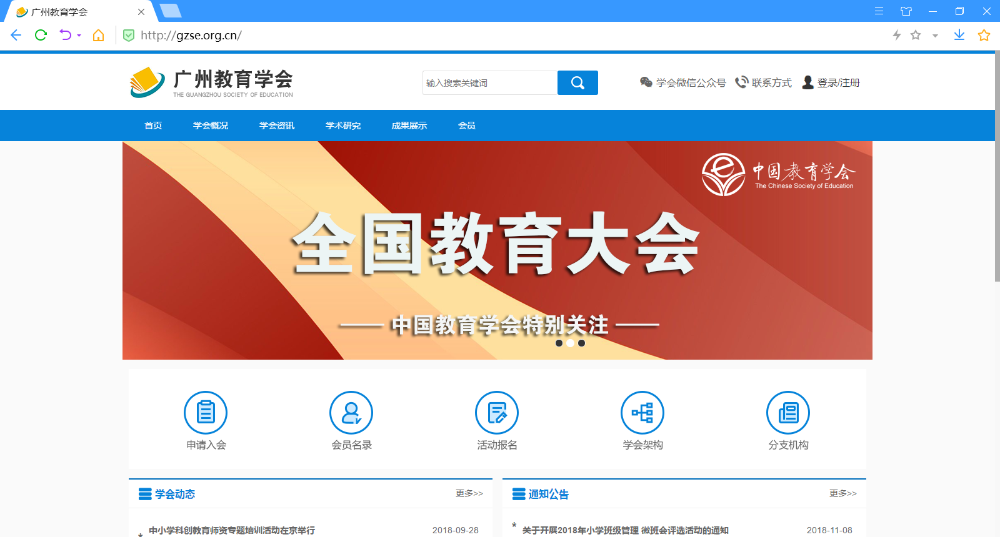 广州教育学会
http://gzse.org.cn/
广州教育学会
THE GUANGZHOU SOCIETY OF EDUCATION
输入搜索关键词
学会微信公众号 联系方式 登录/注册
首页 学会概况 学会资讯 学术研究 成果展示 会员
中国教育学会
The Chinese Society of Education
全国教育大会
中国教育学会特别关注
申请入会 会员名录 活动报名 学会架构 分支机构
学会动态 更多>>
通知公告 更多>>
* 中小学科创教育师资专题培训活动在京举行 2018-09-28
* 关于开展2018年小学班级管理 微班会评选活动的通知 2018-11-08